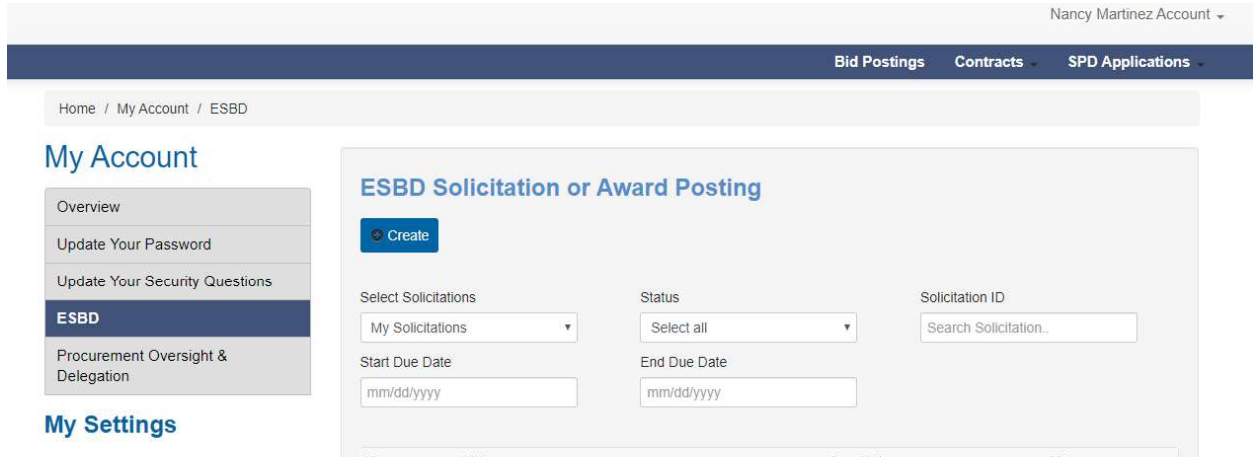 Nancy Martinez Account
Bid Postings Contracts SPD Applications
Home / My Account / ESBD
My Account
Overview
Update Your Password
Update Your Security Questions
ESBD
Procurement Oversight &
Delegation
My Settings
ESBD Solicitation or Award Posting
Create
Select Solicitations Status Solicitation ID
My Solicitations Select all Search Solicitation..
Start Due Date End Due Date
mm/dd/yyyy mm/dd/yyyy